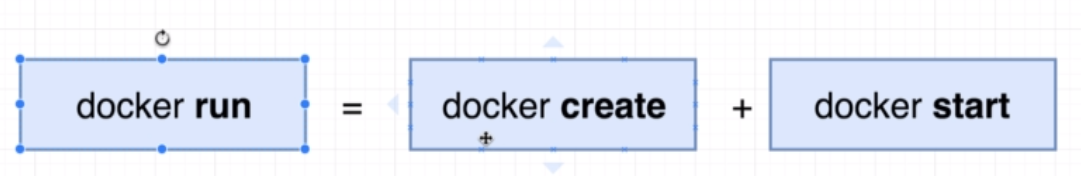 docker run = docker create + docker start